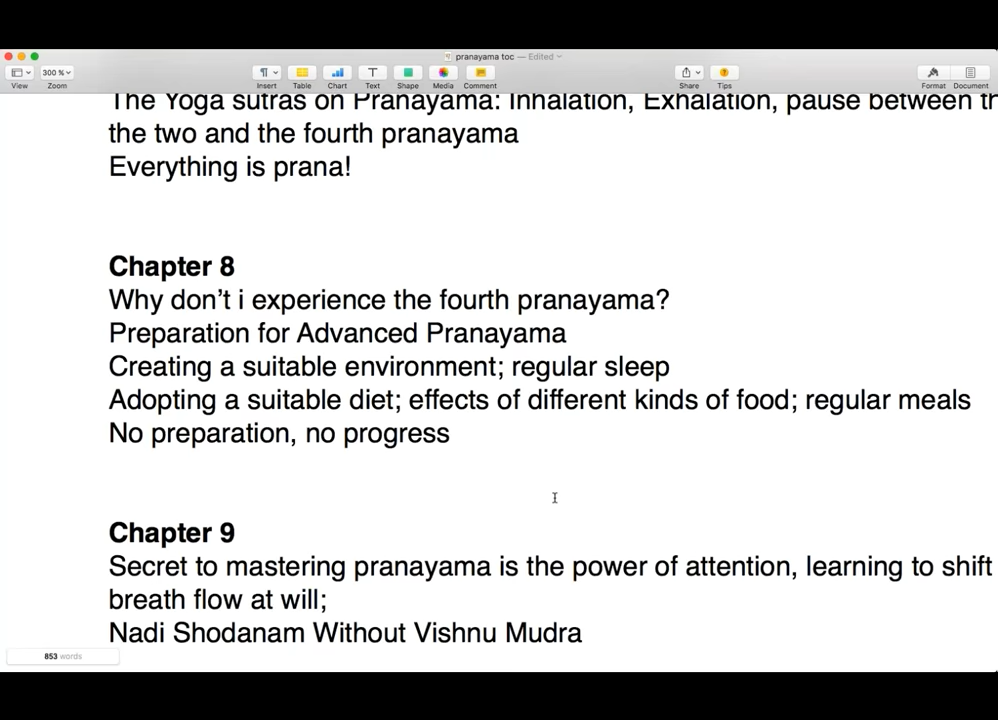 pranayama toc — Edited
300 %
View Zoom Insert Table Chart Text Shape Media Comment Share Tips Format Document
The Yoga sutras on Pranayama: Inhalation, Exhalation, pause between
the two and the fourth pranayama
Everything is prana!
Chapter 8
Why don't i experience the fourth pranayama?
Preparation for Advanced Pranayama
Creating a suitable environment; regular sleep
Adopting a suitable diet; effects of different kinds of food; regular meals
No preparation, no progress
Chapter 9
Secret to mastering pranayama is the power of attention, learning to shift
breath flow at will;
Nadi Shodanam Without Vishnu Mudra
853 words